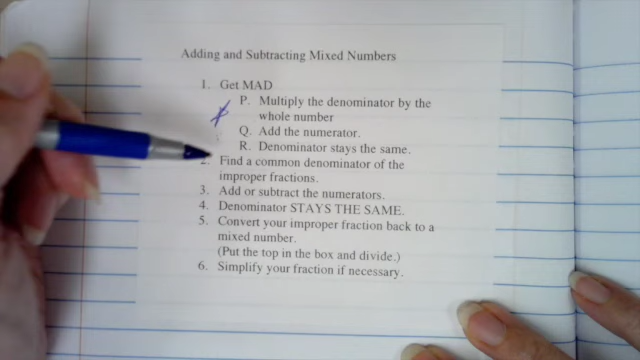 Adding and Subtracting Mixed Numbers
1. Get MAD
P. Multiply the denominator by the
whole number
Q. Add the numerator.
R. Denominator stays the same.
2. Find a common denominator of the
improper fractions.
3. Add or subtract the numerators.
4. Denominator STAYS THE SAME.
5. Convert your improper fraction back to a
mixed number.
(Put the top in the box and divide.)
6. Simplify your fraction if necessary.